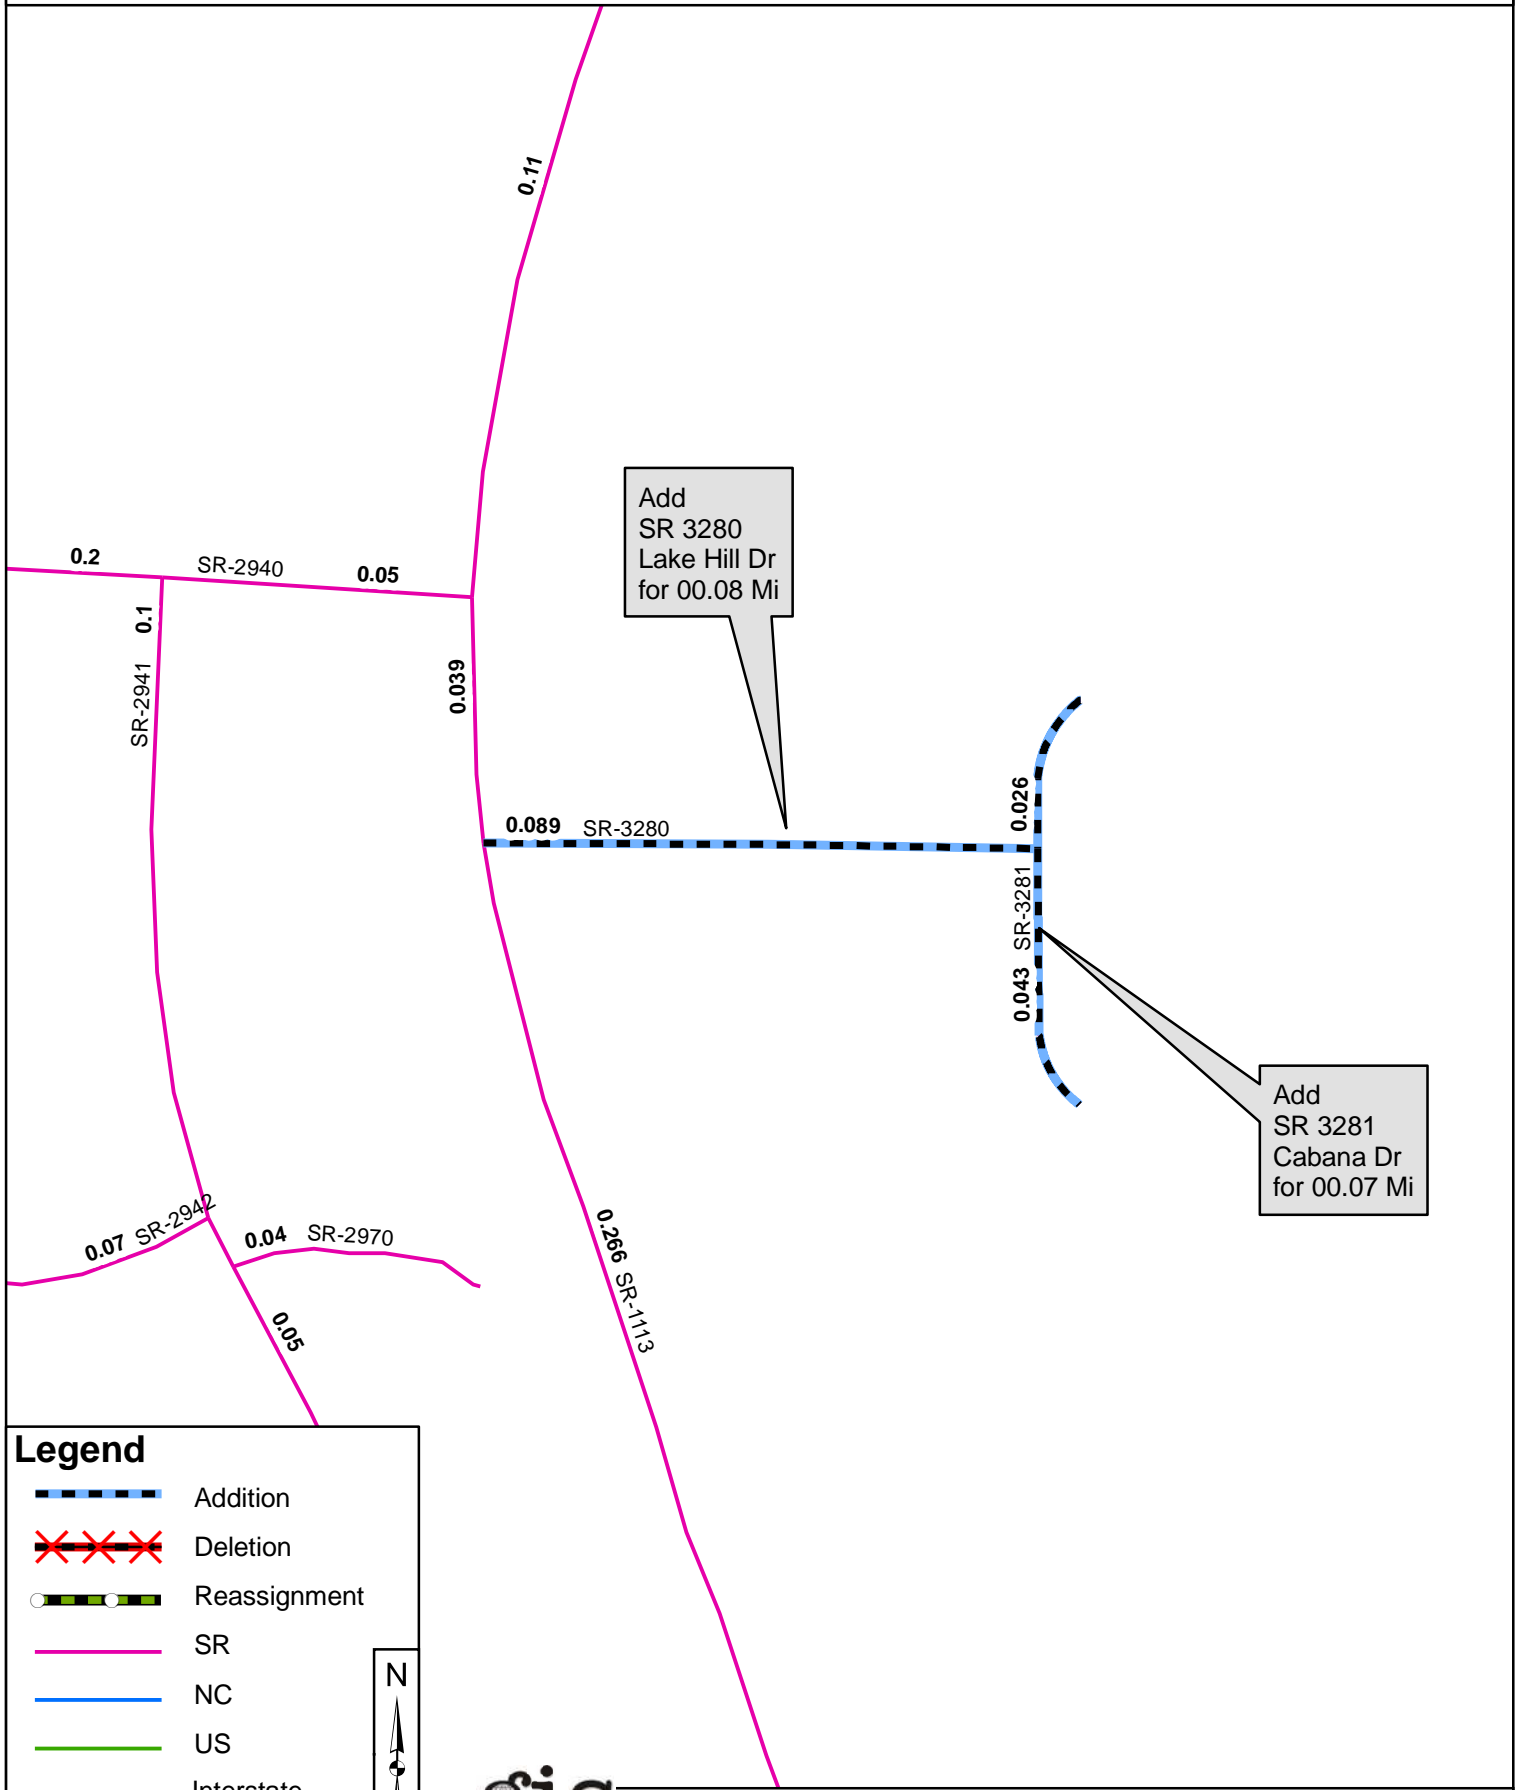 0.11
Add
SR 3280
Lake Hill Dr
for 00.08 Mi
0.2
SR-2940
0.05
0.1
SR-2941
0.039
0.026
0.089
SR-3280
SR-3281
0.043
Add
SR 3281
Cabana Dr
for 00.07 Mi
0.07
SR-2942
0.04
SR-2970
0.266
SR-1113
0.05
Legend
Addition
Deletion
Reassignment
SR
N
NC
US
Interstate